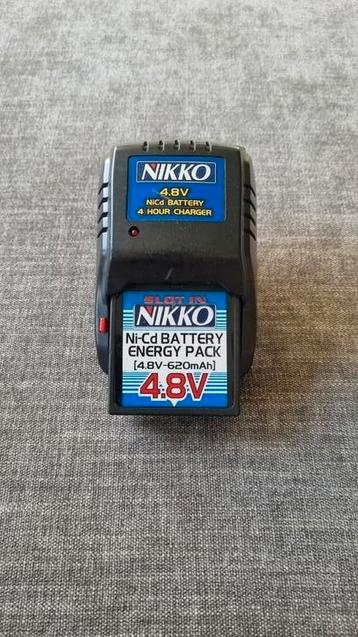 NIKKO
4.8V
NiCd BATTERY
4 HOUR CHARGER
SLOT IN
NIKKO
Ni-Cd BATTERY
ENERGY PACK
[4.8V-620mAh]
4.8V